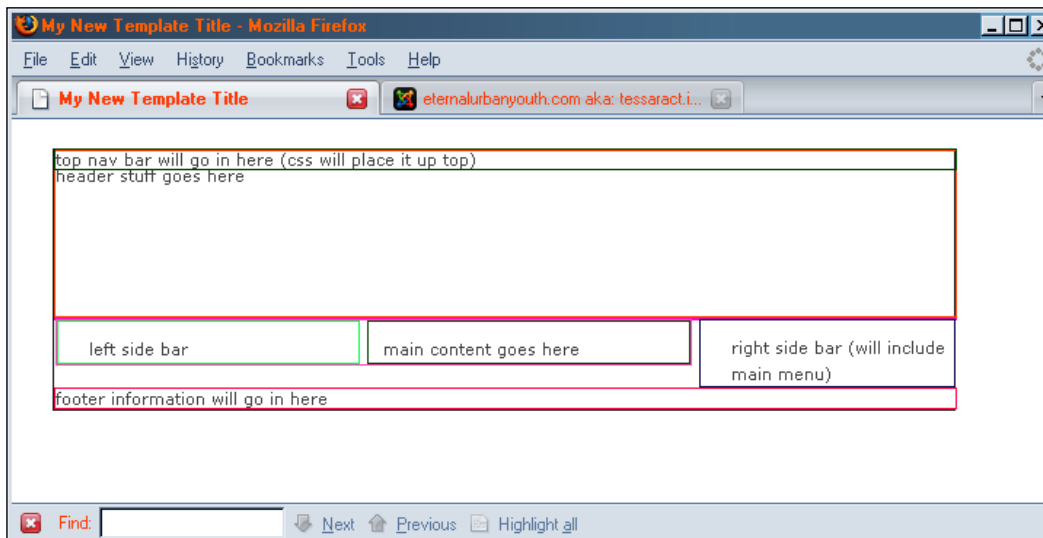 My New Template Title - Mozilla Firefox
File Edit View History Bookmarks Tools Help
My New Template Title eternalurbanyouth.com aka: tessaract.i...
top nav bar will go in here (css will place it up top)
header stuff goes here
left side bar
main content goes here
right side bar (will include
main menu)
footer information will go in here
Find: Next Previous Highlight all